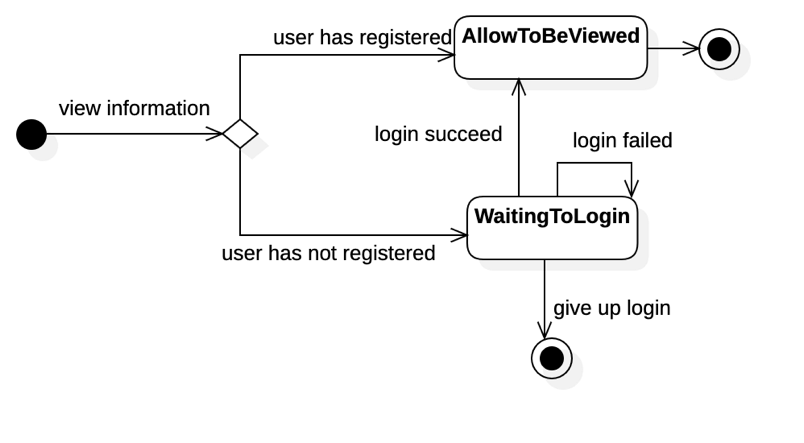 user has registered
AllowToBeViewed
view information
login succeed
login failed
WaitingToLogin
user has not registered
give up login